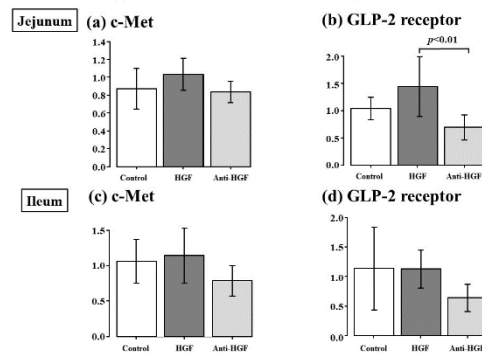 Jejunum
(a) c-Met
1.4
1.2
1.0
0.8
0.6
0.4
0.2
0.0
Control HGF Anti-HGF
(b) GLP-2 receptor
p<0.01
2.0
1.5
1.0
0.5
0.0
Control HGF Anti-HGF
Ileum
(c) c-Met
1.5
1.0
0.5
0.0
Control HGF Anti-HGF
(d) GLP-2 receptor
2.0
1.5
1.0
0.5
0.0
Control HGF Anti-HGF